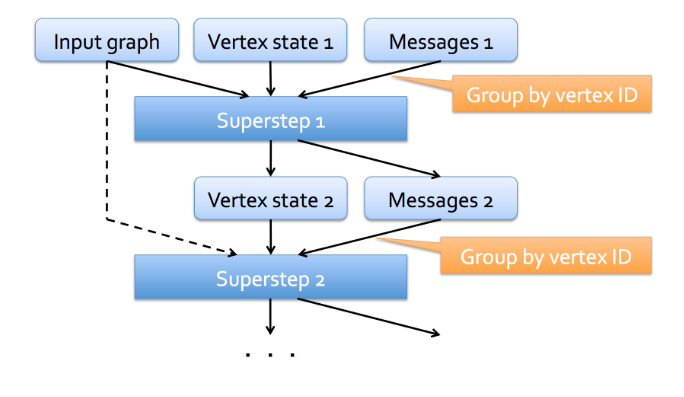 Input graph
Vertex state 1
Messages 1
Group by vertex ID
Superstep 1
Vertex state 2
Messages 2
Group by vertex ID
Superstep 2
. . .